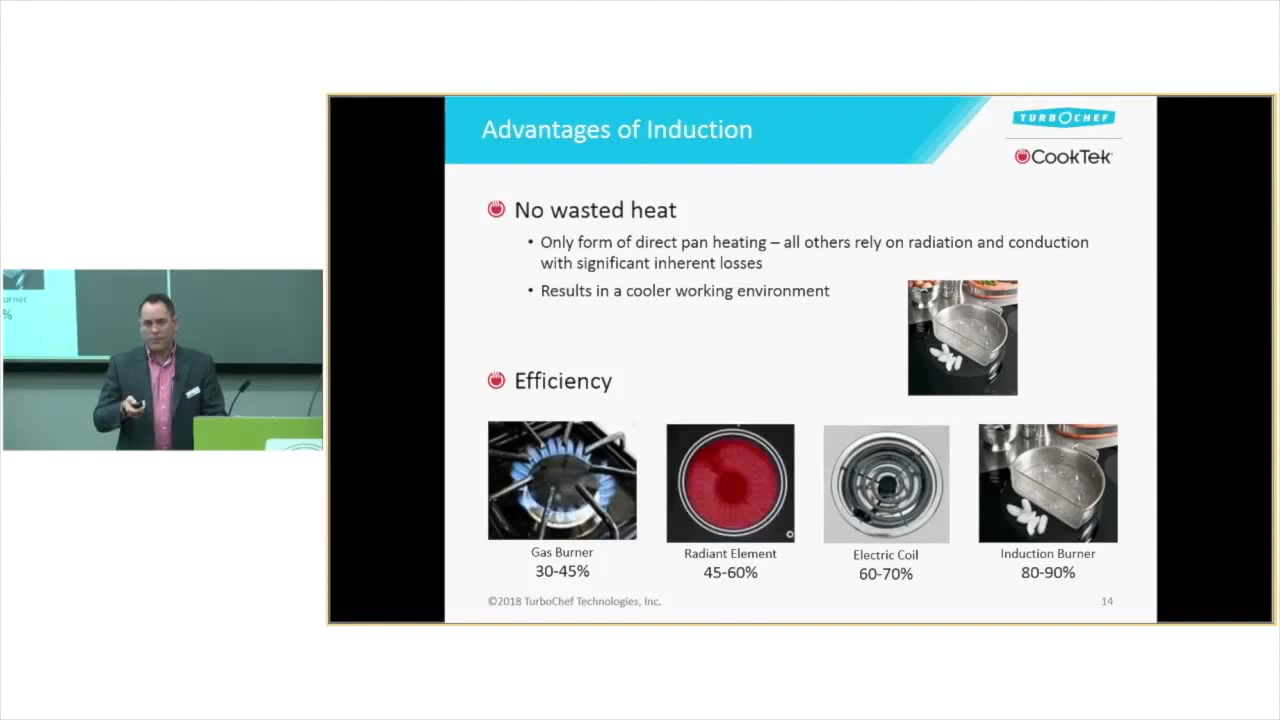 Advantages of Induction
TURBOCHEF
CookTek
No wasted heat
• Only form of direct pan heating – all others rely on radiation and conduction
with significant inherent losses
• Results in a cooler working environment
Efficiency
Gas Burner
30-45%
Radiant Element
45-60%
Electric Coil
60-70%
Induction Burner
80-90%
©2018 TurboChef Technologies, Inc.
14
%